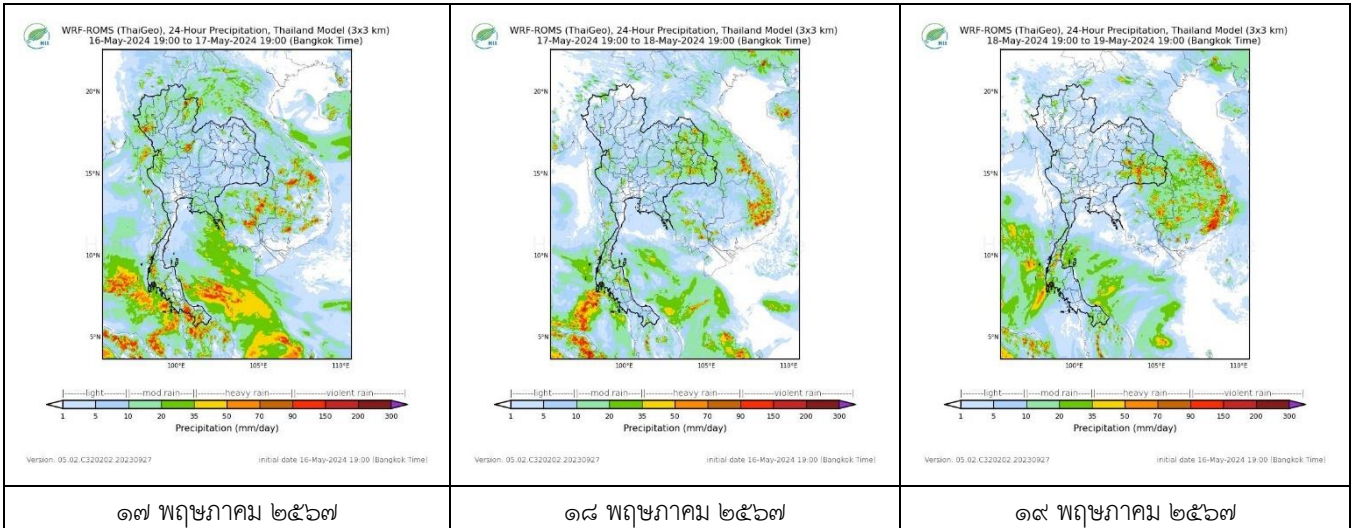 WRF-ROMS (ThaiGeo), 24-Hour Precipitation, Thailand Model (3x3 km)
16-May-2024 19:00 to 17-May-2024 19:00 (Bangkok Time)
20°N
15°N
10°N
5°N
100°E 105°E 110°E
light mod rain heavy rain violent rain
1 5 10 20 35 50 70 90 150 200 300
Precipitation (mm/day)
Version: 05.02.C320202.20230927 initial date 16-May-2024 19:00 (Bangkok Time)
๑๗ พฤษภาคม ๒๕๖๗
WRF-ROMS (ThaiGeo), 24-Hour Precipitation, Thailand Model (3x3 km)
17-May-2024 19:00 to 18-May-2024 19:00 (Bangkok Time)
20°N
15°N
10°N
5°N
100°E 105°E 110°E
light mod rain heavy rain violent rain
1 5 10 20 35 50 70 90 150 200 300
Precipitation (mm/day)
Version: 05.02.C320202.20230927 initial date 16-May-2024 19:00 (Bangkok Time)
๑๘ พฤษภาคม ๒๕๖๗
WRF-ROMS (ThaiGeo), 24-Hour Precipitation, Thailand Model (3x3 km)
18-May-2024 19:00 to 19-May-2024 19:00 (Bangkok Time)
20°N
15°N
10°N
5°N
100°E 105°E 110°E
light mod rain heavy rain violent rain
1 5 10 20 35 50 70 90 150 200 300
Precipitation (mm/day)
Version: 05.02.C320202.20230927 initial date 16-May-2024 19:00 (Bangkok Time)
๑๙ พฤษภาคม ๒๕๖๗